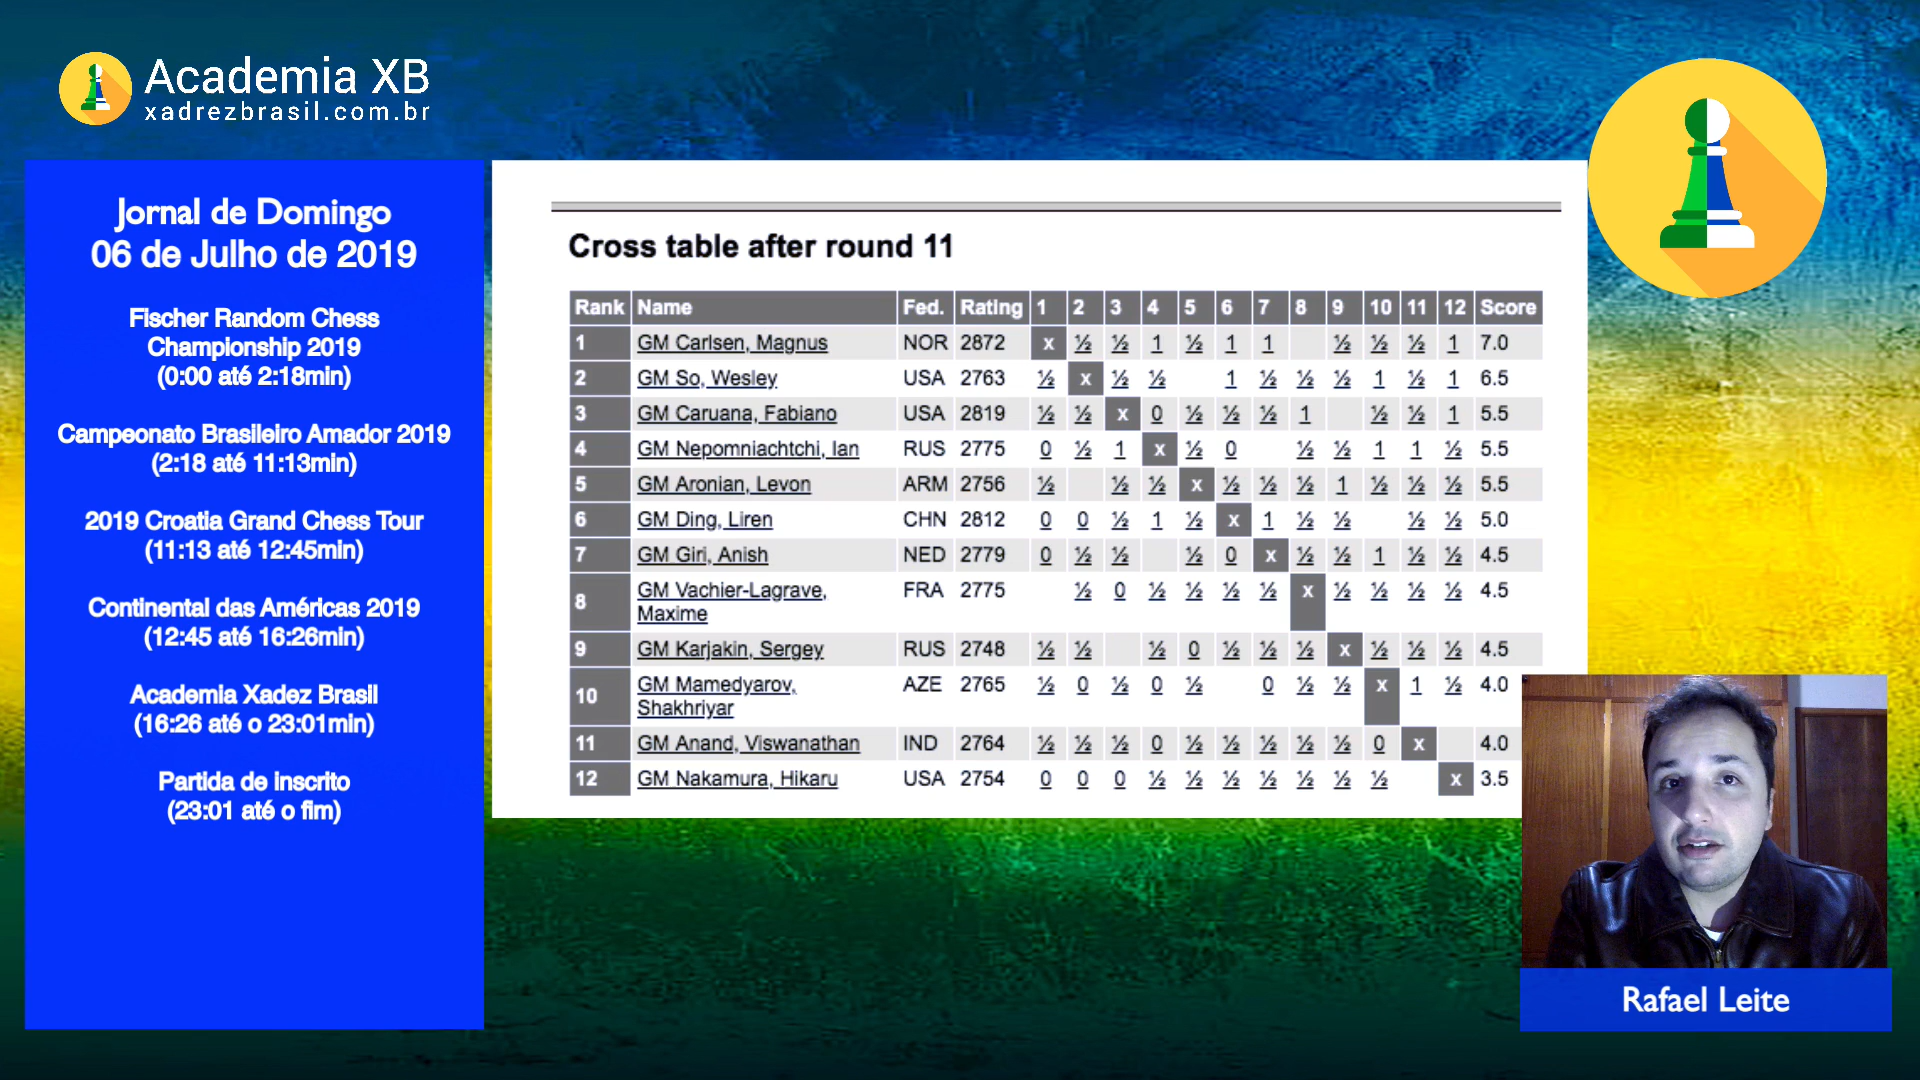 Academia XB
xadrezbrasil.com.br
Jornal de Domingo
06 de Julho de 2019
Fischer Random Chess
Championship 2019
(0:00 até 2:18min)
Campeonato Brasileiro Amador 2019
(2:18 até 11:13min)
2019 Croatia Grand Chess Tour
(11:13 até 12:45min)
Continental das Américas 2019
(12:45 até 16:26min)
Academia Xadez Brasil
(16:26 até o 23:01min)
Partida de inscrito
(23:01 até o fim)
Cross table after round 11
Rank Name Fed. Rating 1 2 3 4 5 6 7 8 9 10 11 12 Score
1 GM Carlsen, Magnus NOR 2872 x ½ ½ 1 ½ 1 1 ½ ½ ½ 1 7.0
2 GM So, Wesley USA 2763 ½ x ½ ½ 1 ½ ½ ½ 1 ½ 1 6.5
3 GM Caruana, Fabiano USA 2819 ½ ½ x 0 ½ ½ ½ 1 ½ ½ 1 5.5
4 GM Nepomniachtchi, Ian RUS 2775 0 ½ 1 x ½ 0 ½ ½ 1 1 ½ 5.5
5 GM Aronian, Levon ARM 2756 ½ ½ ½ x ½ ½ ½ 1 ½ ½ ½ 5.5
6 GM Ding, Liren CHN 2812 0 0 ½ 1 ½ x 1 ½ ½ ½ ½ 5.0
7 GM Giri, Anish NED 2779 0 ½ ½ ½ 0 x ½ ½ 1 ½ ½ 4.5
8 GM Vachier-Lagrave, Maxime FRA 2775 ½ 0 ½ ½ ½ ½ x ½ ½ ½ ½ 4.5
9 GM Karjakin, Sergey RUS 2748 ½ ½ ½ 0 ½ ½ ½ x ½ ½ ½ 4.5
10 GM Mamedyarov, Shakhriyar AZE 2765 ½ 0 ½ 0 ½ 0 ½ ½ x 1 ½ 4.0
11 GM Anand, Viswanathan IND 2764 ½ ½ ½ 0 ½ ½ ½ ½ ½ 0 x 4.0
12 GM Nakamura, Hikaru USA 2754 0 0 0 ½ ½ ½ ½ ½ ½ ½ x 3.5
Rafael Leite